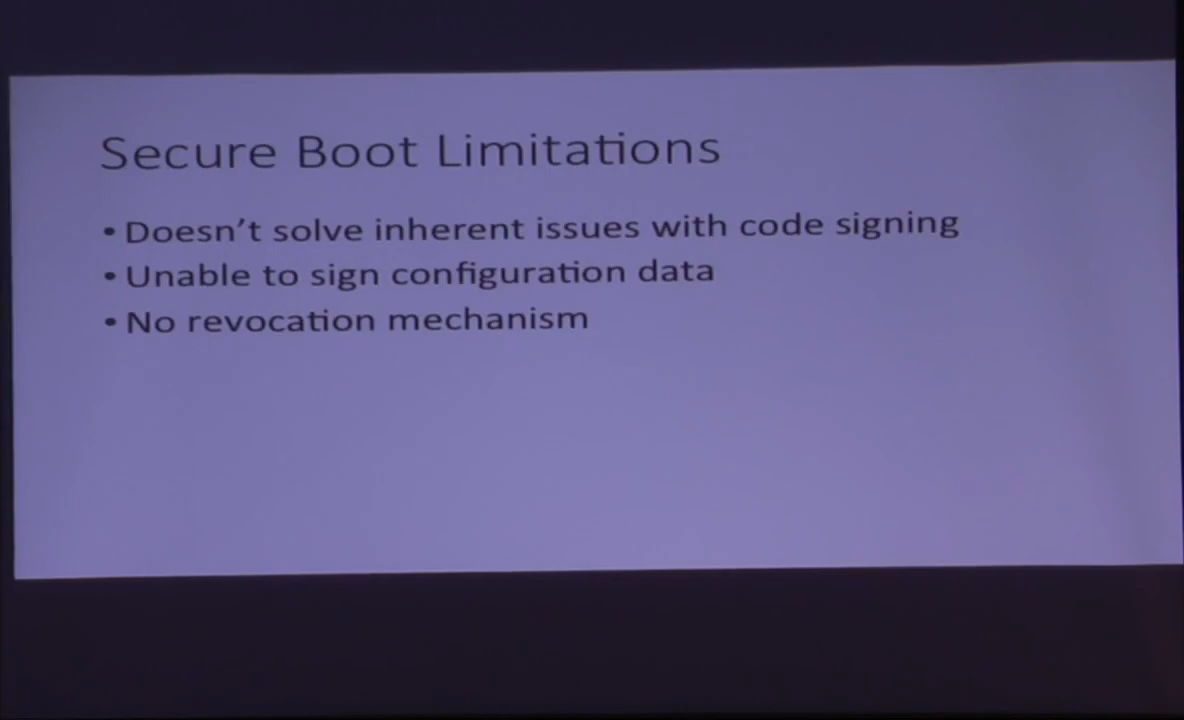 Secure Boot Limitations
• Doesn't solve inherent issues with code signing
• Unable to sign configuration data
• No revocation mechanism